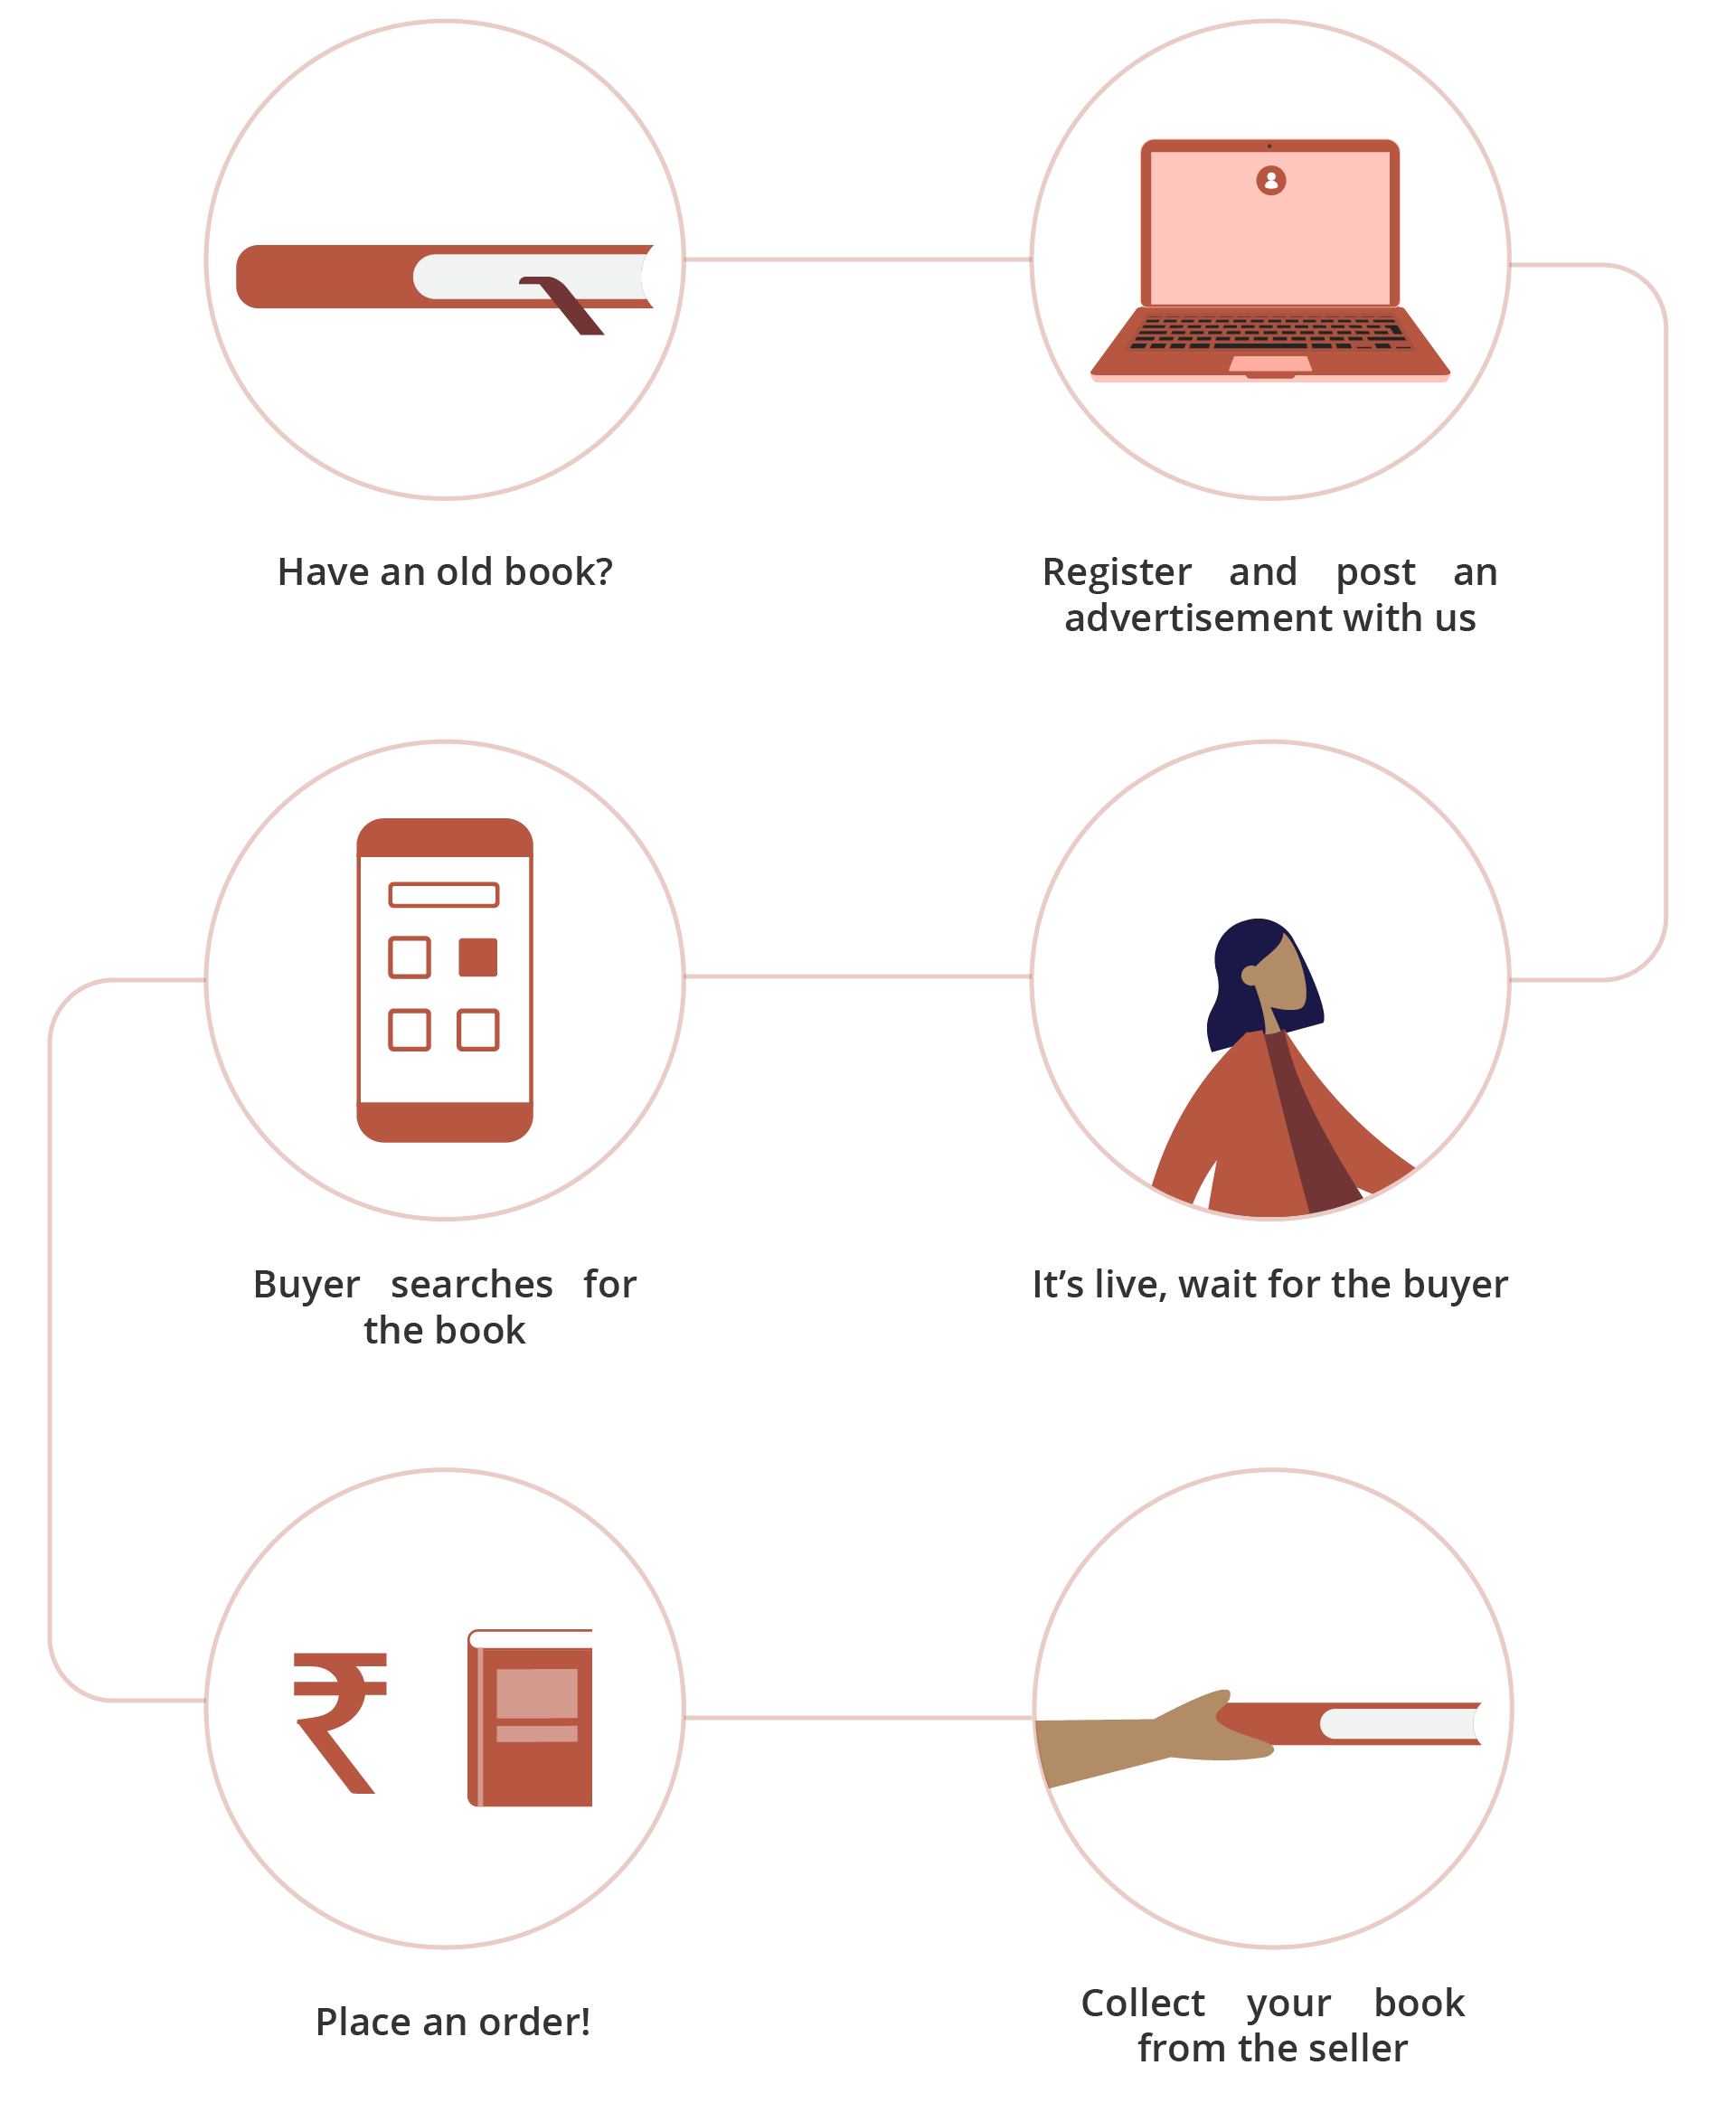 Have an old book?
Register and post an
advertisement with us
Buyer searches for
the book
It’s live, wait for the buyer
Place an order!
Collect your book
from the seller